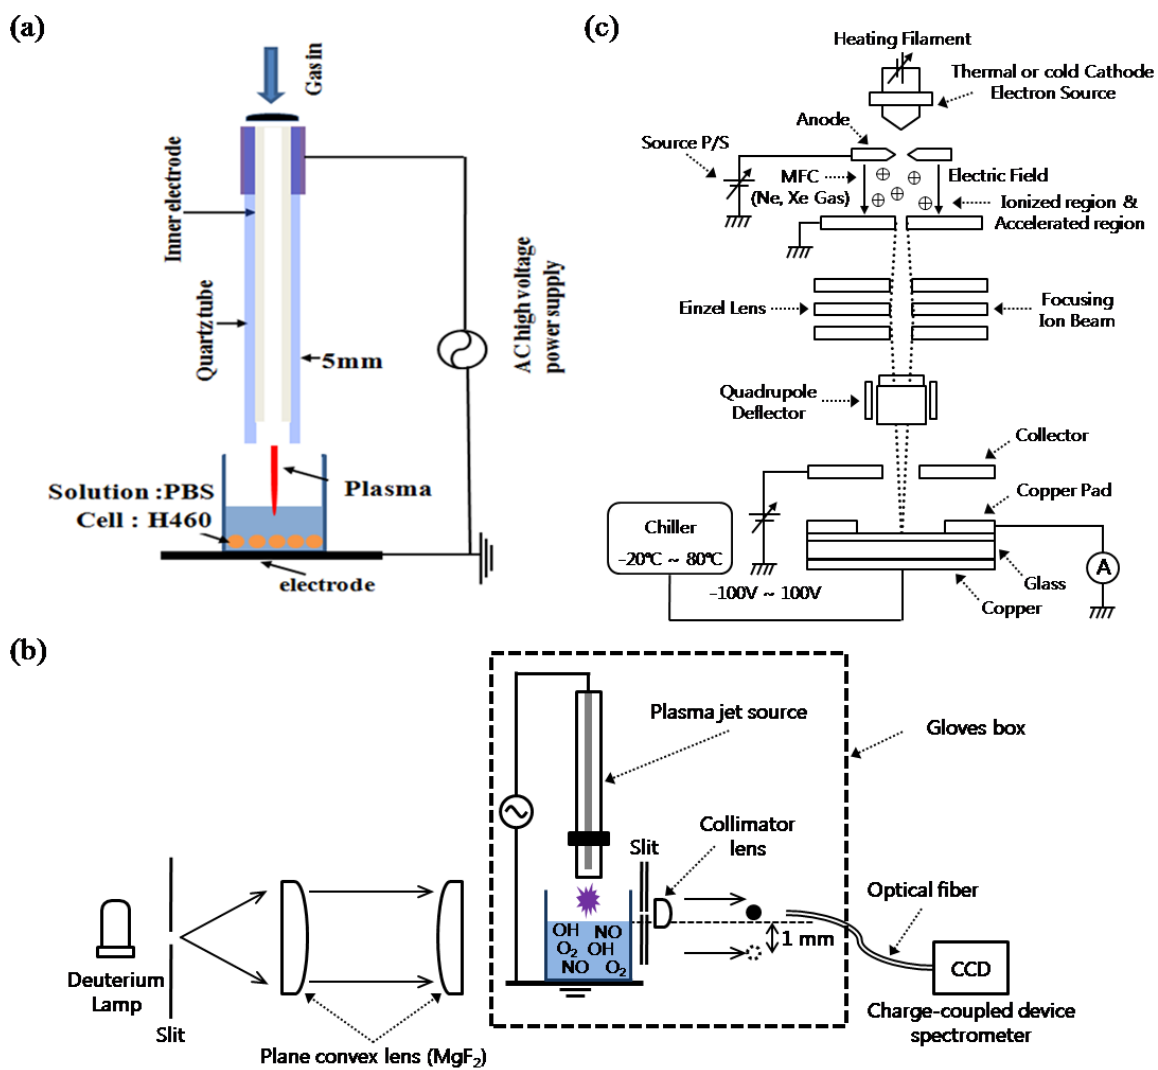 (a)
Gas in
Inner electrode
Quartz tube
5mm
AC high voltage
power supply
Plasma
Solution :PBS
Cell : H460
electrode
(c)
Heating Filament
Thermal or cold Cathode
Electron Source
Anode
Source P/S
MFC
(Ne, Xe Gas)
Electric Field
Ionized region &
Accelerated region
Einzel Lens
Focusing
Ion Beam
Quadrupole
Deflector
Collector
Copper Pad
Chiller
-20℃ ~ 80℃
-100V ~ 100V
A
Glass
Copper
(b)
Plasma jet source
Gloves box
Collimator
lens
Slit
Optical fiber
OH NO
O₂ OH
NO O₂
1 mm
CCD
Charge-coupled device
spectrometer
Deuterium
Lamp
Slit
Plane convex lens (MgF₂)